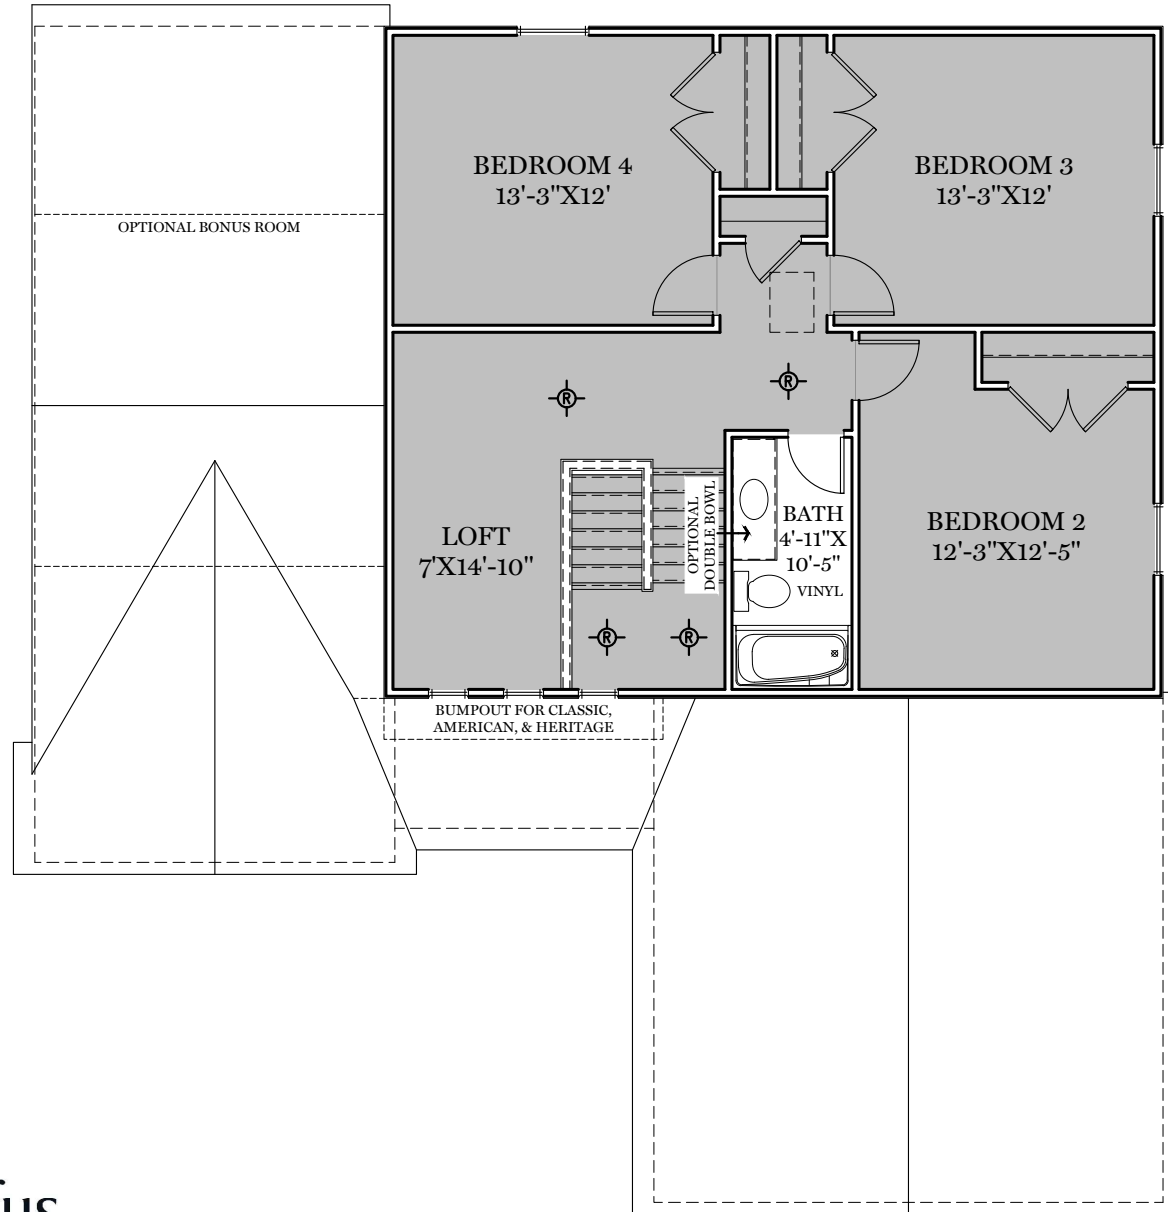 BEDROOM 4
13'-3"X12'
BEDROOM 3
13'-3"X12'
OPTIONAL BONUS ROOM
R
R
LOFT
7'X14'-10"
OPTIONAL
DOUBLE BOWL
BATH
4'-11"X
10'-5"
VINYL
BEDROOM 2
12'-3"X12'-5"
R
R
BUMPOUT FOR CLASSIC,
AMERICAN, & HERITAGE